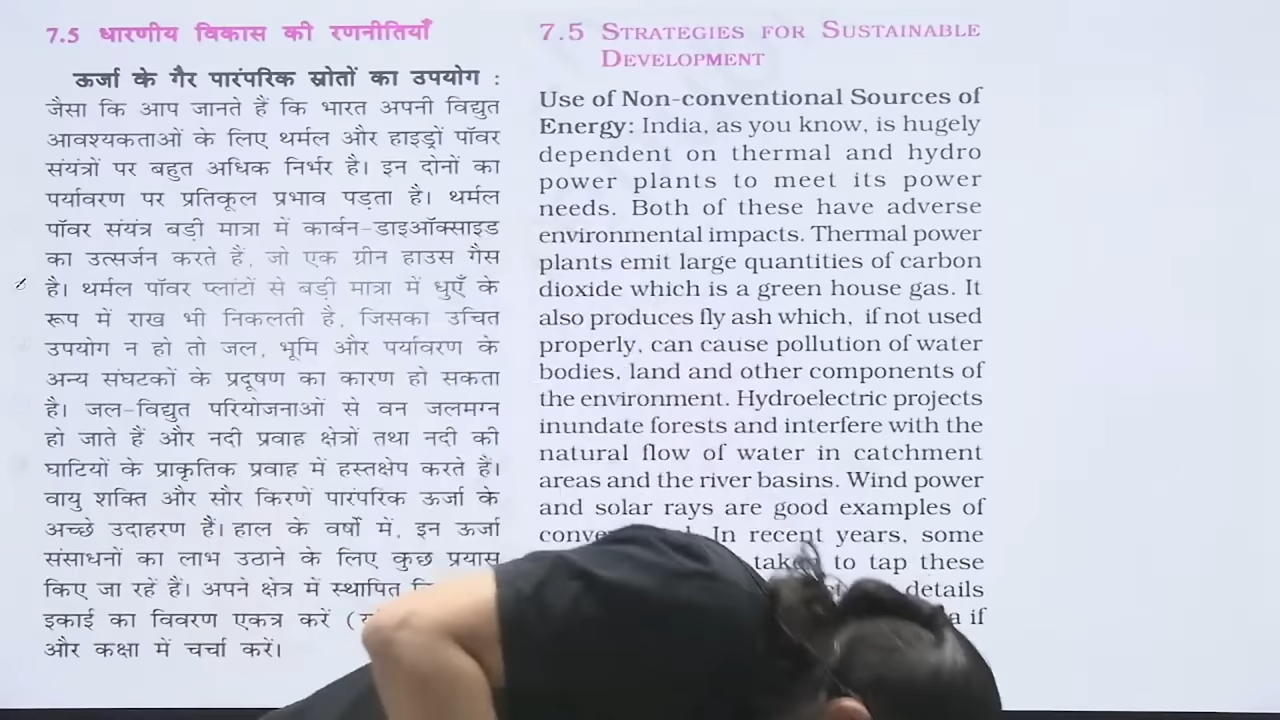 7.5 धारणीय विकास की रणनीतियाँ
ऊर्जा के गैर पारंपरिक स्रोतों का उपयोग :
जैसा कि आप जानते हैं कि भारत अपनी विद्युत
आवश्यकताओं के लिए थर्मल और हाइड्रों पॉवर
संयंत्रों पर बहुत अधिक निर्भर है। इन दोनों का
पर्यावरण पर प्रतिकूल प्रभाव पड़ता है। थर्मल
पॉवर संयंत्र बड़ी मात्रा में कार्बन-डाइऑक्साइड
का उत्सर्जन करते हैं, जो एक ग्रीन हाउस गैस
है। थर्मल पॉवर प्लांटों से बड़ी मात्रा में धुएँ के
रूप में राख भी निकलती है, जिसका उचित
उपयोग न हो तो जल, भूमि और पर्यावरण के
अन्य संघटकों के प्रदूषण का कारण हो सकता
है। जल-विद्युत परियोजनाओं से वन जलमग्न
हो जाते हैं और नदी प्रवाह क्षेत्रों तथा नदी की
घाटियों के प्राकृतिक प्रवाह में हस्तक्षेप करते हैं।
वायु शक्ति और सौर किरणें पारंपरिक ऊर्जा के
अच्छे उदाहरण हैं। हाल के वर्षो में, इन ऊर्जा
संसाधनों का लाभ उठाने के लिए कुछ प्रयास
किए जा रहें हैं। अपने क्षेत्र में स्थापित
इकाई का विवरण एकत्र करें
और कक्षा में चर्चा करें।
7.5 STRATEGIES FOR SUSTAINABLE
DEVELOPMENT
Use of Non-conventional Sources of
Energy: India, as you know, is hugely
dependent on thermal and hydro
power plants to meet its power
needs. Both of these have adverse
environmental impacts. Thermal power
plants emit large quantities of carbon
dioxide which is a green house gas. It
also produces fly ash which, if not used
properly, can cause pollution of water
bodies, land and other components of
the environment. Hydroelectric projects
inundate forests and interfere with the
natural flow of water in catchment
areas and the river basins. Wind power
and solar rays are good examples of
In recent years, some
to tap these
details
if